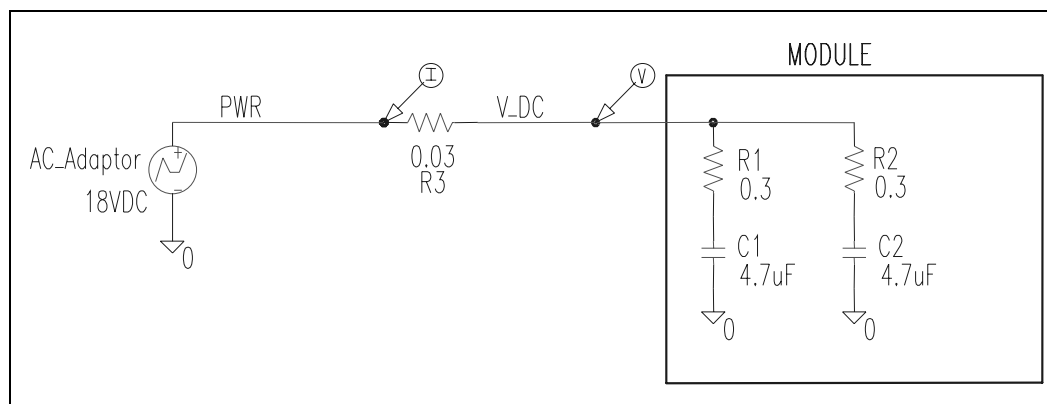 MODULE
I
V
PWR
V_DC
AC_Adaptor
18VDC
+
-
0
0.03
R3
R1
0.3
R2
0.3
C1
4.7uF
C2
4.7uF
0
0